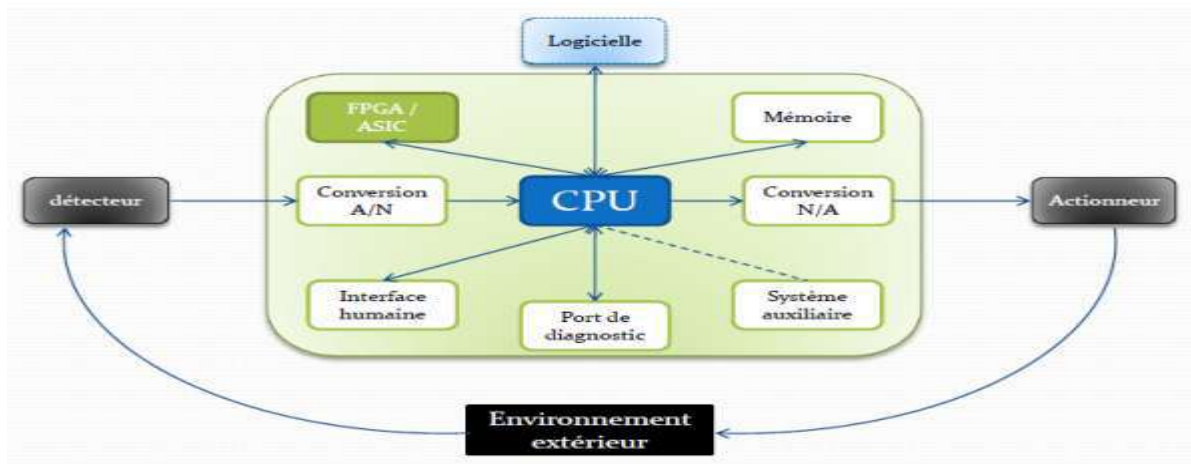 Logicielle
FPGA /
ASIC
Mémoire
détecteur
Conversion
A/N
CPU
Conversion
N/A
Actionneur
Interface
humaine
Port de
diagnostic
Système
auxiliaire
Environnement
extérieur